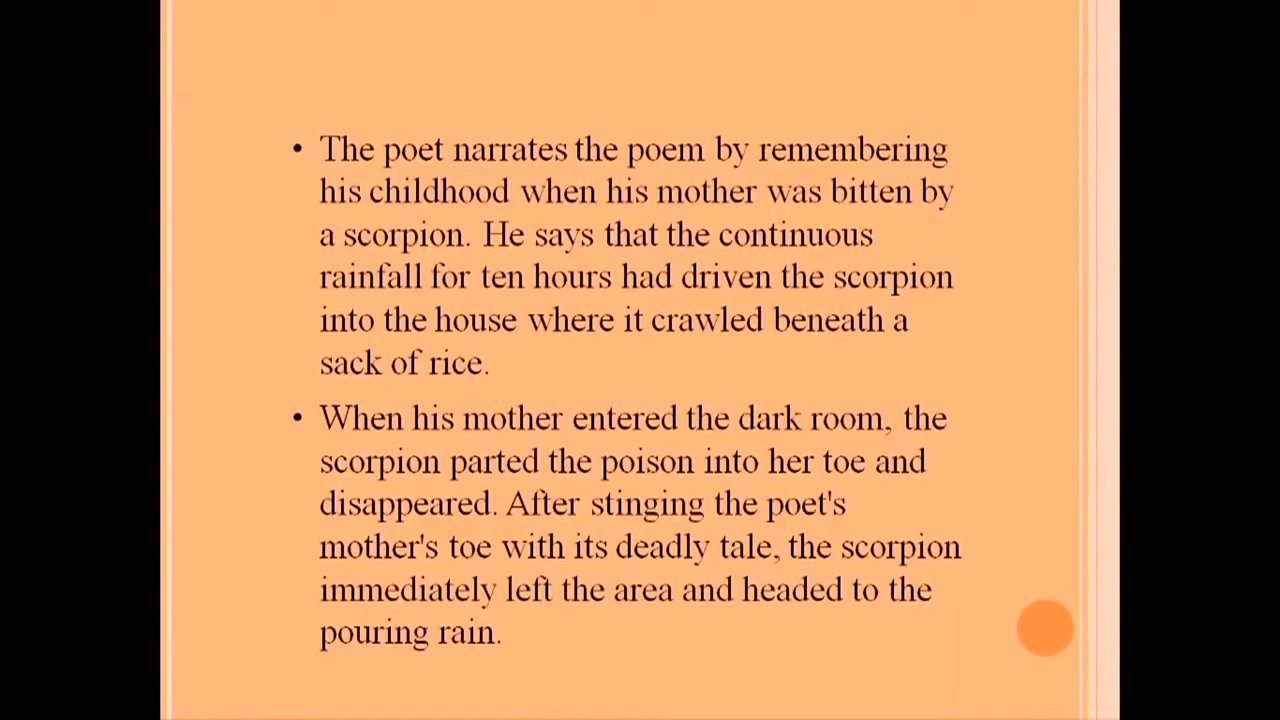 • The poet narrates the poem by remembering
his childhood when his mother was bitten by
a scorpion. He says that the continuous
rainfall for ten hours had driven the scorpion
into the house where it crawled beneath a
sack of rice.
• When his mother entered the dark room, the
scorpion parted the poison into her toe and
disappeared. After stinging the poet's
mother's toe with its deadly tale, the scorpion
immediately left the area and headed to the
pouring rain.